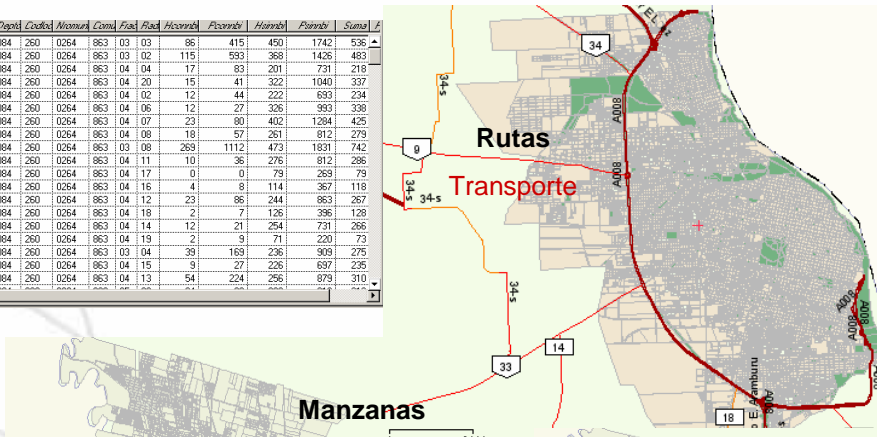 Depto Codloc Nromuni Comu Frac Rad Hconnbi Pconnbi Hsinnbi Psinnbi Suma
084 260 0264 863 03 03 86 415 450 1742 536
084 260 0264 863 03 02 115 593 368 1426 483
084 260 0264 863 04 04 17 83 201 731 218
084 260 0264 863 04 20 15 41 322 1040 337
084 260 0264 863 04 02 12 44 222 693 234
084 260 0264 863 04 06 12 27 326 993 338
084 260 0264 863 04 07 23 80 402 1284 425
084 260 0264 863 04 08 18 57 261 812 279
084 260 0264 863 03 08 269 1112 473 1831 742
084 260 0264 863 04 11 10 36 276 812 286
084 260 0264 863 04 17 0 0 79 269 79
084 260 0264 863 04 16 4 8 114 367 118
084 260 0264 863 04 12 23 86 244 863 267
084 260 0264 863 04 18 2 7 126 396 128
084 260 0264 863 04 14 12 21 254 731 266
084 260 0264 863 04 19 2 9 71 220 73
084 260 0264 863 03 04 39 169 236 909 275
084 260 0264 863 04 15 9 27 226 697 235
084 260 0264 863 04 13 54 224 256 879 310
34
34-s
A008
9
Rutas
A008
Transporte
34-s
34-s
34-s
A008
A008
A008
33
14
E. Aramburu
A008
18
Manzanas